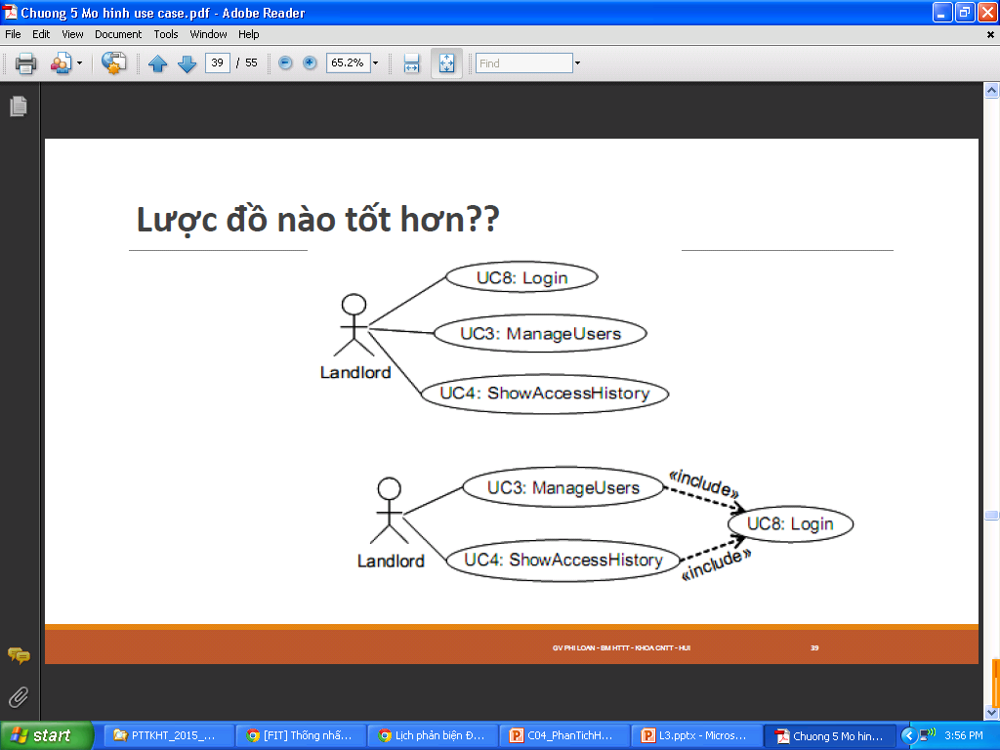 Chuong 5 Mo hinh use case.pdf - Adobe Reader
File Edit View Document Tools Window Help
39 / 55 65.2% Find
Lược đồ nào tốt hơn??
UC8: Login
UC3: ManageUsers
Landlord
UC4: ShowAccessHistory
UC3: ManageUsers
«include»
UC8: Login
Landlord
UC4: ShowAccessHistory
«include»
GV PHI LOAN - BM HTTT - KHOA CNTT - HUI 39
start PTTKHT_2015_... [FIT] Thống nhấ... Lịch phản biện Đ... C04_PhanTichH... L3.pptx - Micros... Chuong 5 Mo hin... 3:56 PM